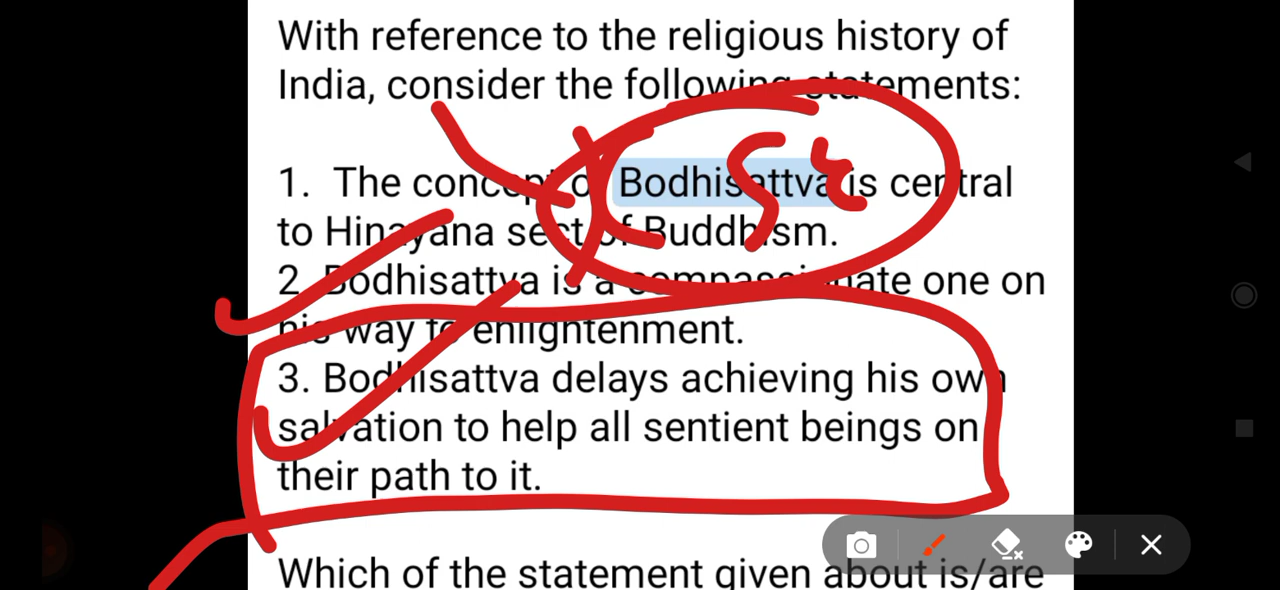 With reference to the religious history of
India, consider the following statements:
1. The concept of Bodhisattva is central
to Hinayana sect of Buddhism.
2. Bodhisattva is a compassionate one on
his way to enlightenment.
3. Bodhisattva delays achieving his own
salvation to help all sentient beings on
their path to it.
Which of the statement given about is/are